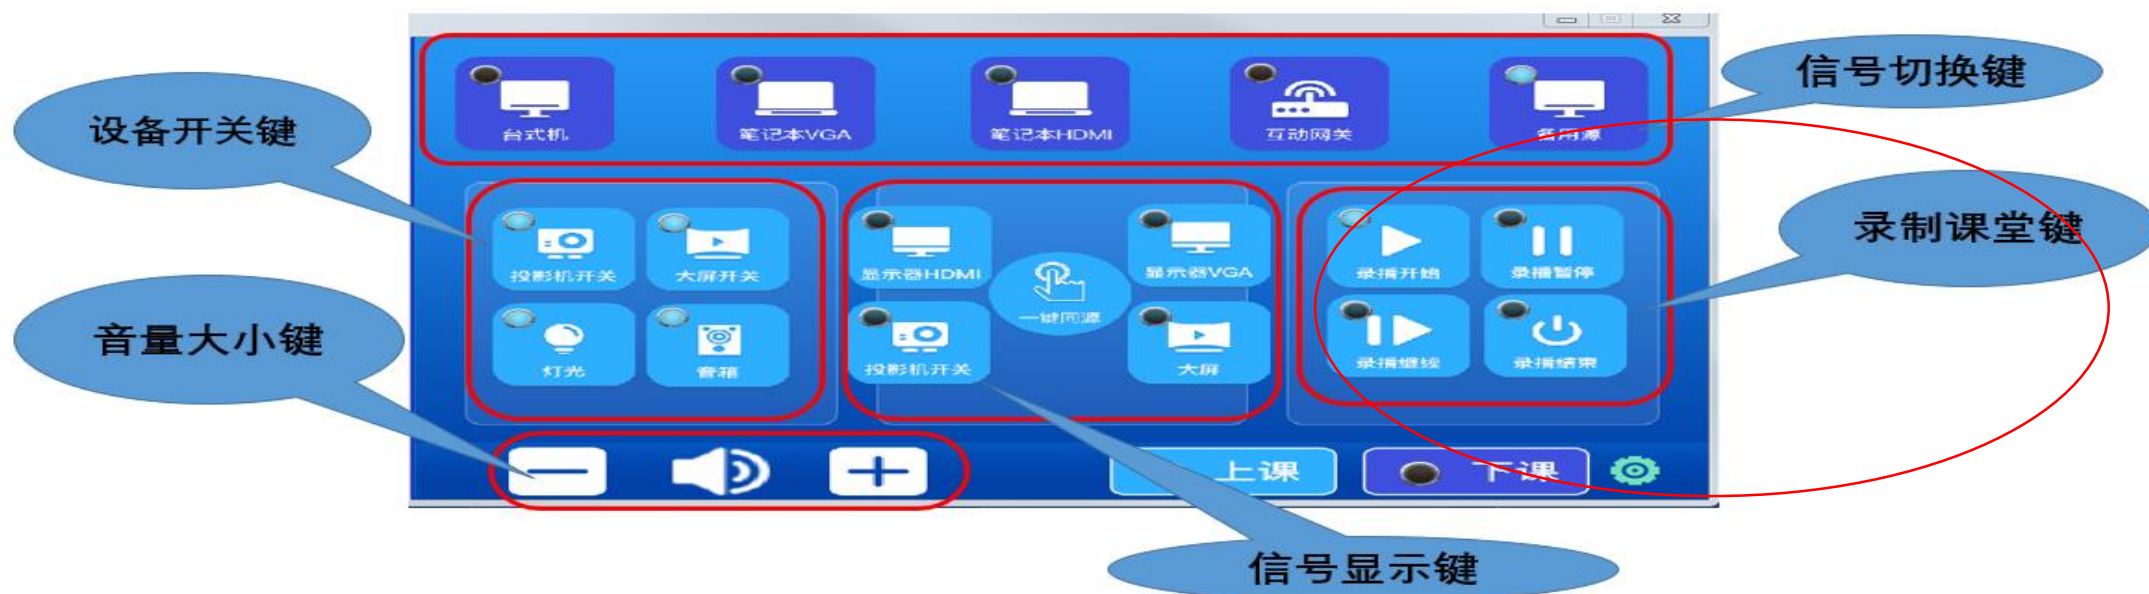 信号切换键
设备开关键
台式机
笔记本VGA
笔记本HDMI
互动网关
备用源
录制课堂键
投影机开关
大屏开关
显示器HDMI
显示器VGA
录播开始
录播暂停
一键同源
音量大小键
灯光
音箱
投影机开关
大屏
录播继续
录播结束
上课
下课
信号显示键